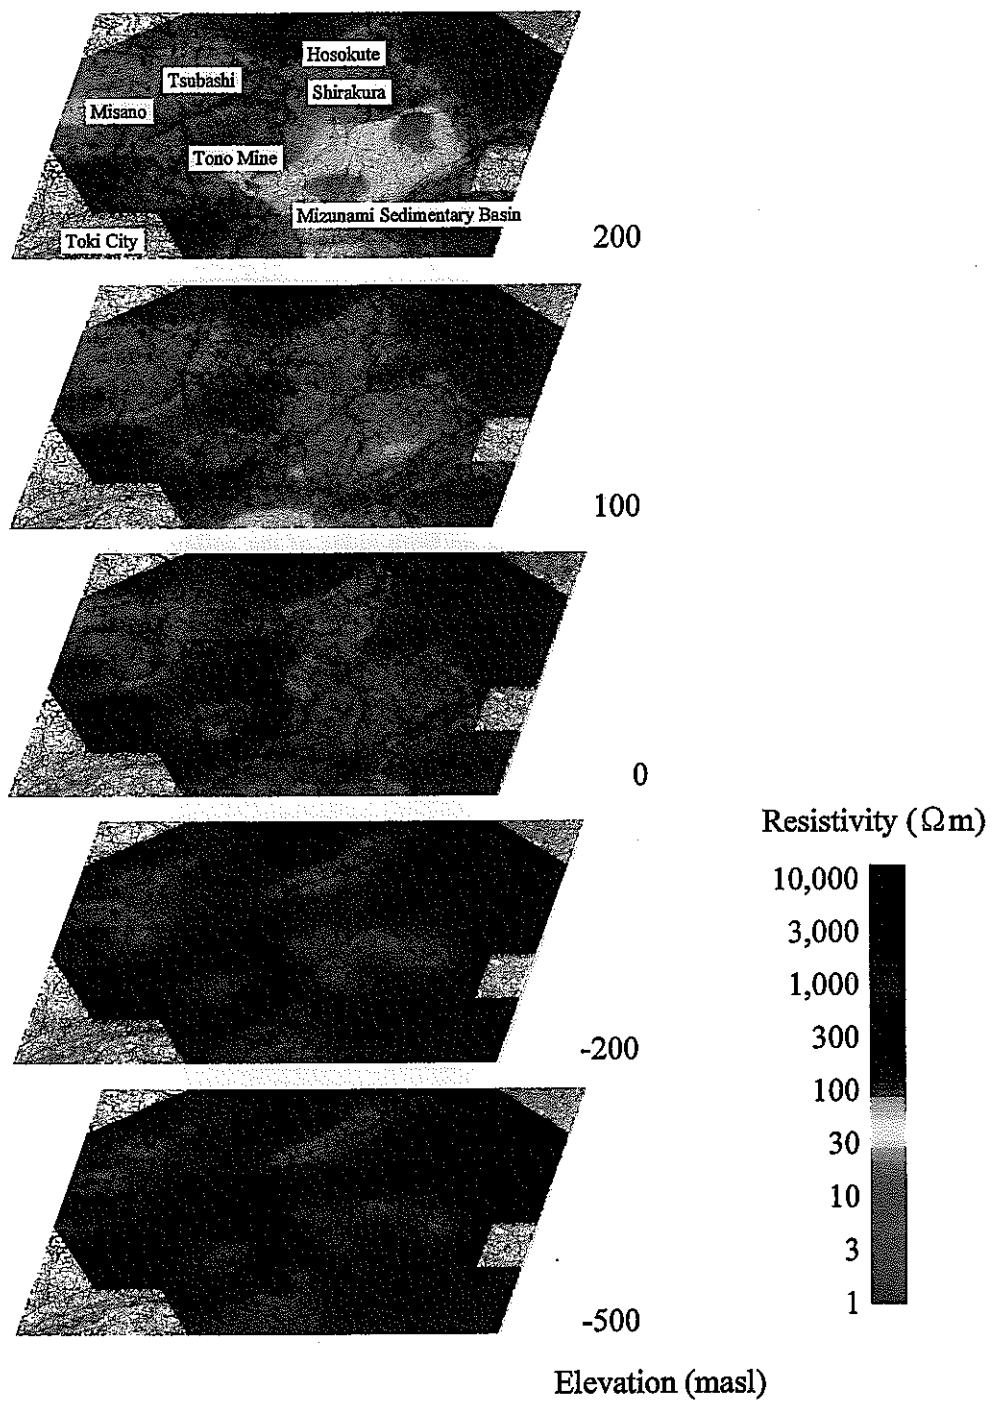 Hosokute
Tsubashi
Shirakura
Misano
Tono Mine
Mizunami Sedimentary Basin
Toki City
200
100
0
Resistivity (Ωm)
10,000
3,000
1,000
300
100
30
10
3
1
-200
-500
Elevation (masl)